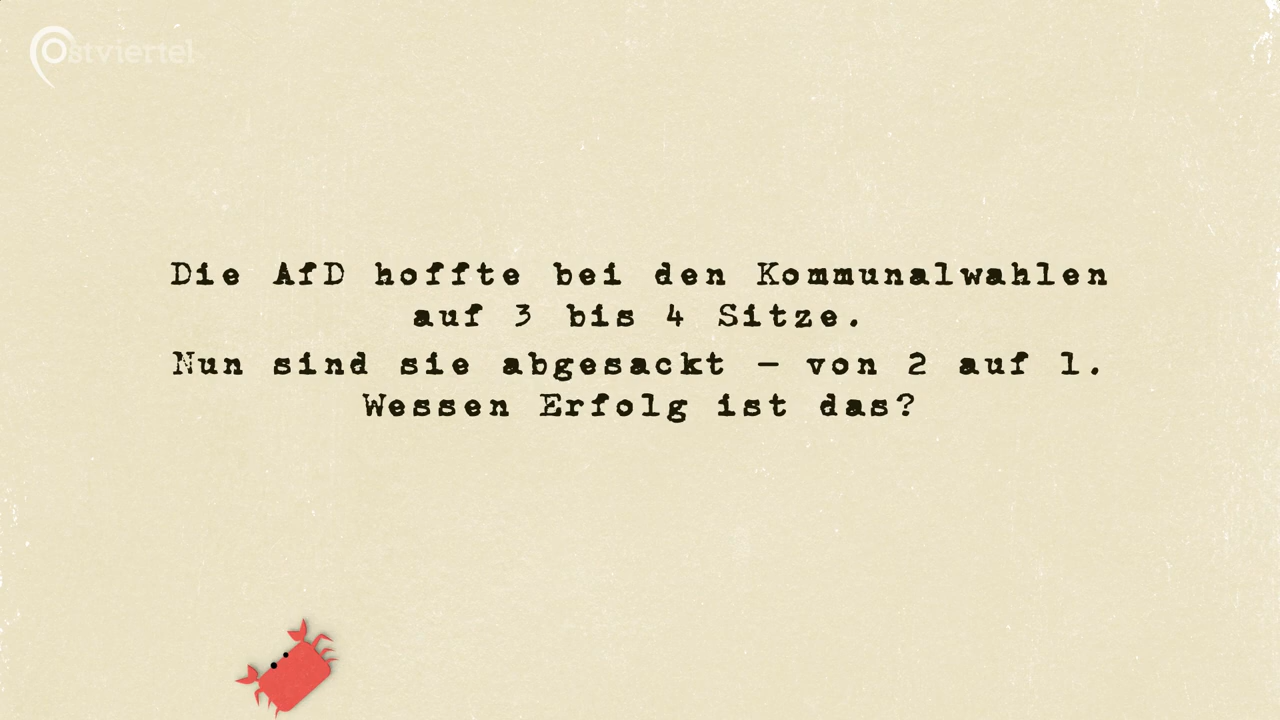 Ostviertel
Die AfD hoffte bei den Kommunalwahlen
auf 3 bis 4 Sitze.
Nun sind sie abgesackt – von 2 auf 1.
Wessen Erfolg ist das?